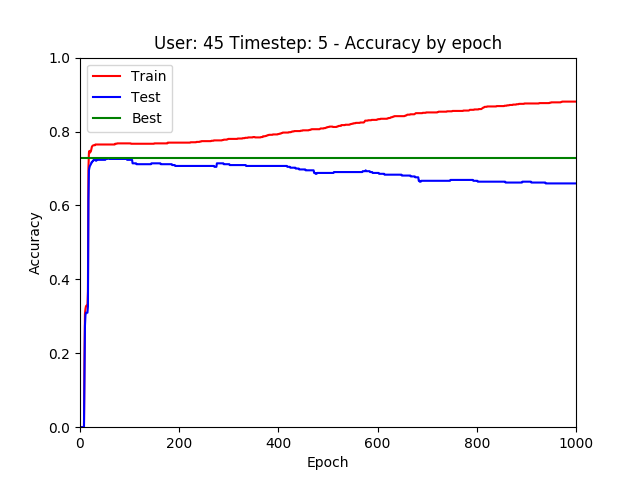 User: 45 Timestep: 5 - Accuracy by epoch
Train
Test
Best
1.0
0.8
0.6
0.4
0.2
0.0
Accuracy
0 200 400 600 800 1000
Epoch